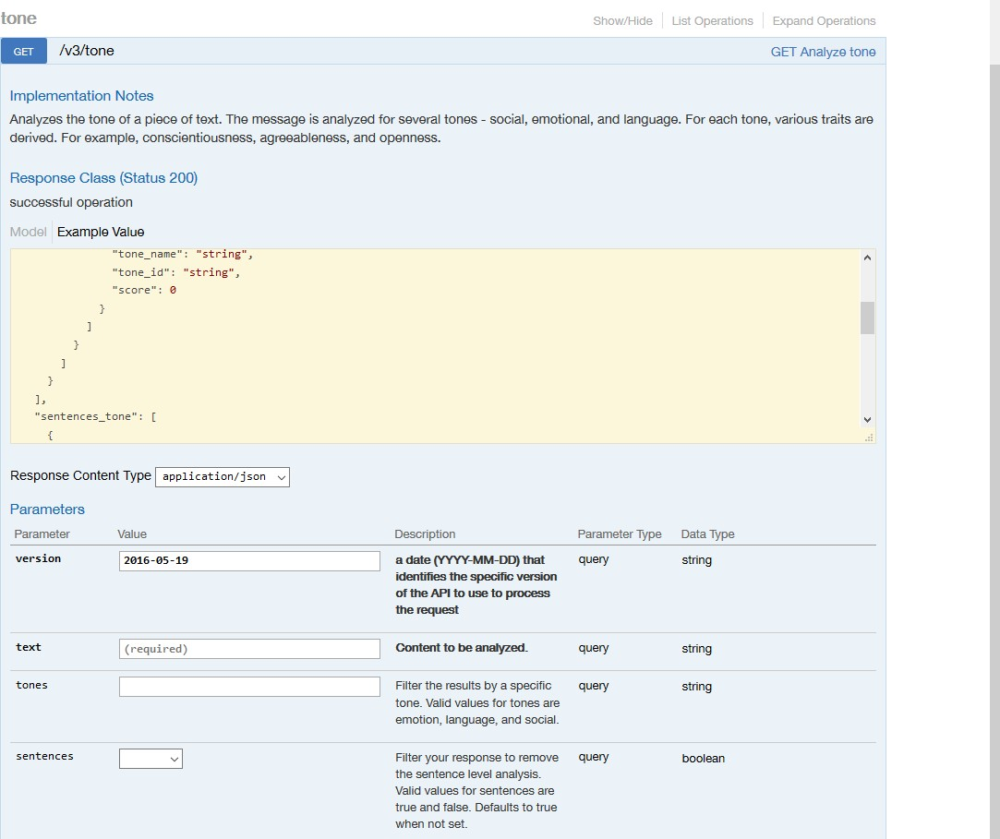 tone
Show/Hide List Operations Expand Operations
GET /v3/tone GET Analyze tone
Implementation Notes
Analyzes the tone of a piece of text. The message is analyzed for several tones - social, emotional, and language. For each tone, various traits are
derived. For example, conscientiousness, agreeableness, and openness.
Response Class (Status 200)
successful operation
Model Example Value
"tone_name": "string",
"tone_id": "string",
"score": 0
}
]
}
]
}
],
"sentences_tone": [
{
Response Content Type application/json
Parameters
Parameter Value Description Parameter Type Data Type
version 2016-05-19 a date (YYYY-MM-DD) that query string
identifies the specific version
of the API to use to process
the request
text (required) Content to be analyzed. query string
tones Filter the results by a specific query string
tone. Valid values for tones are
emotion, language, and social.
sentences Filter your response to remove query boolean
the sentence level analysis.
Valid values for sentences are
true and false. Defaults to true
when not set.